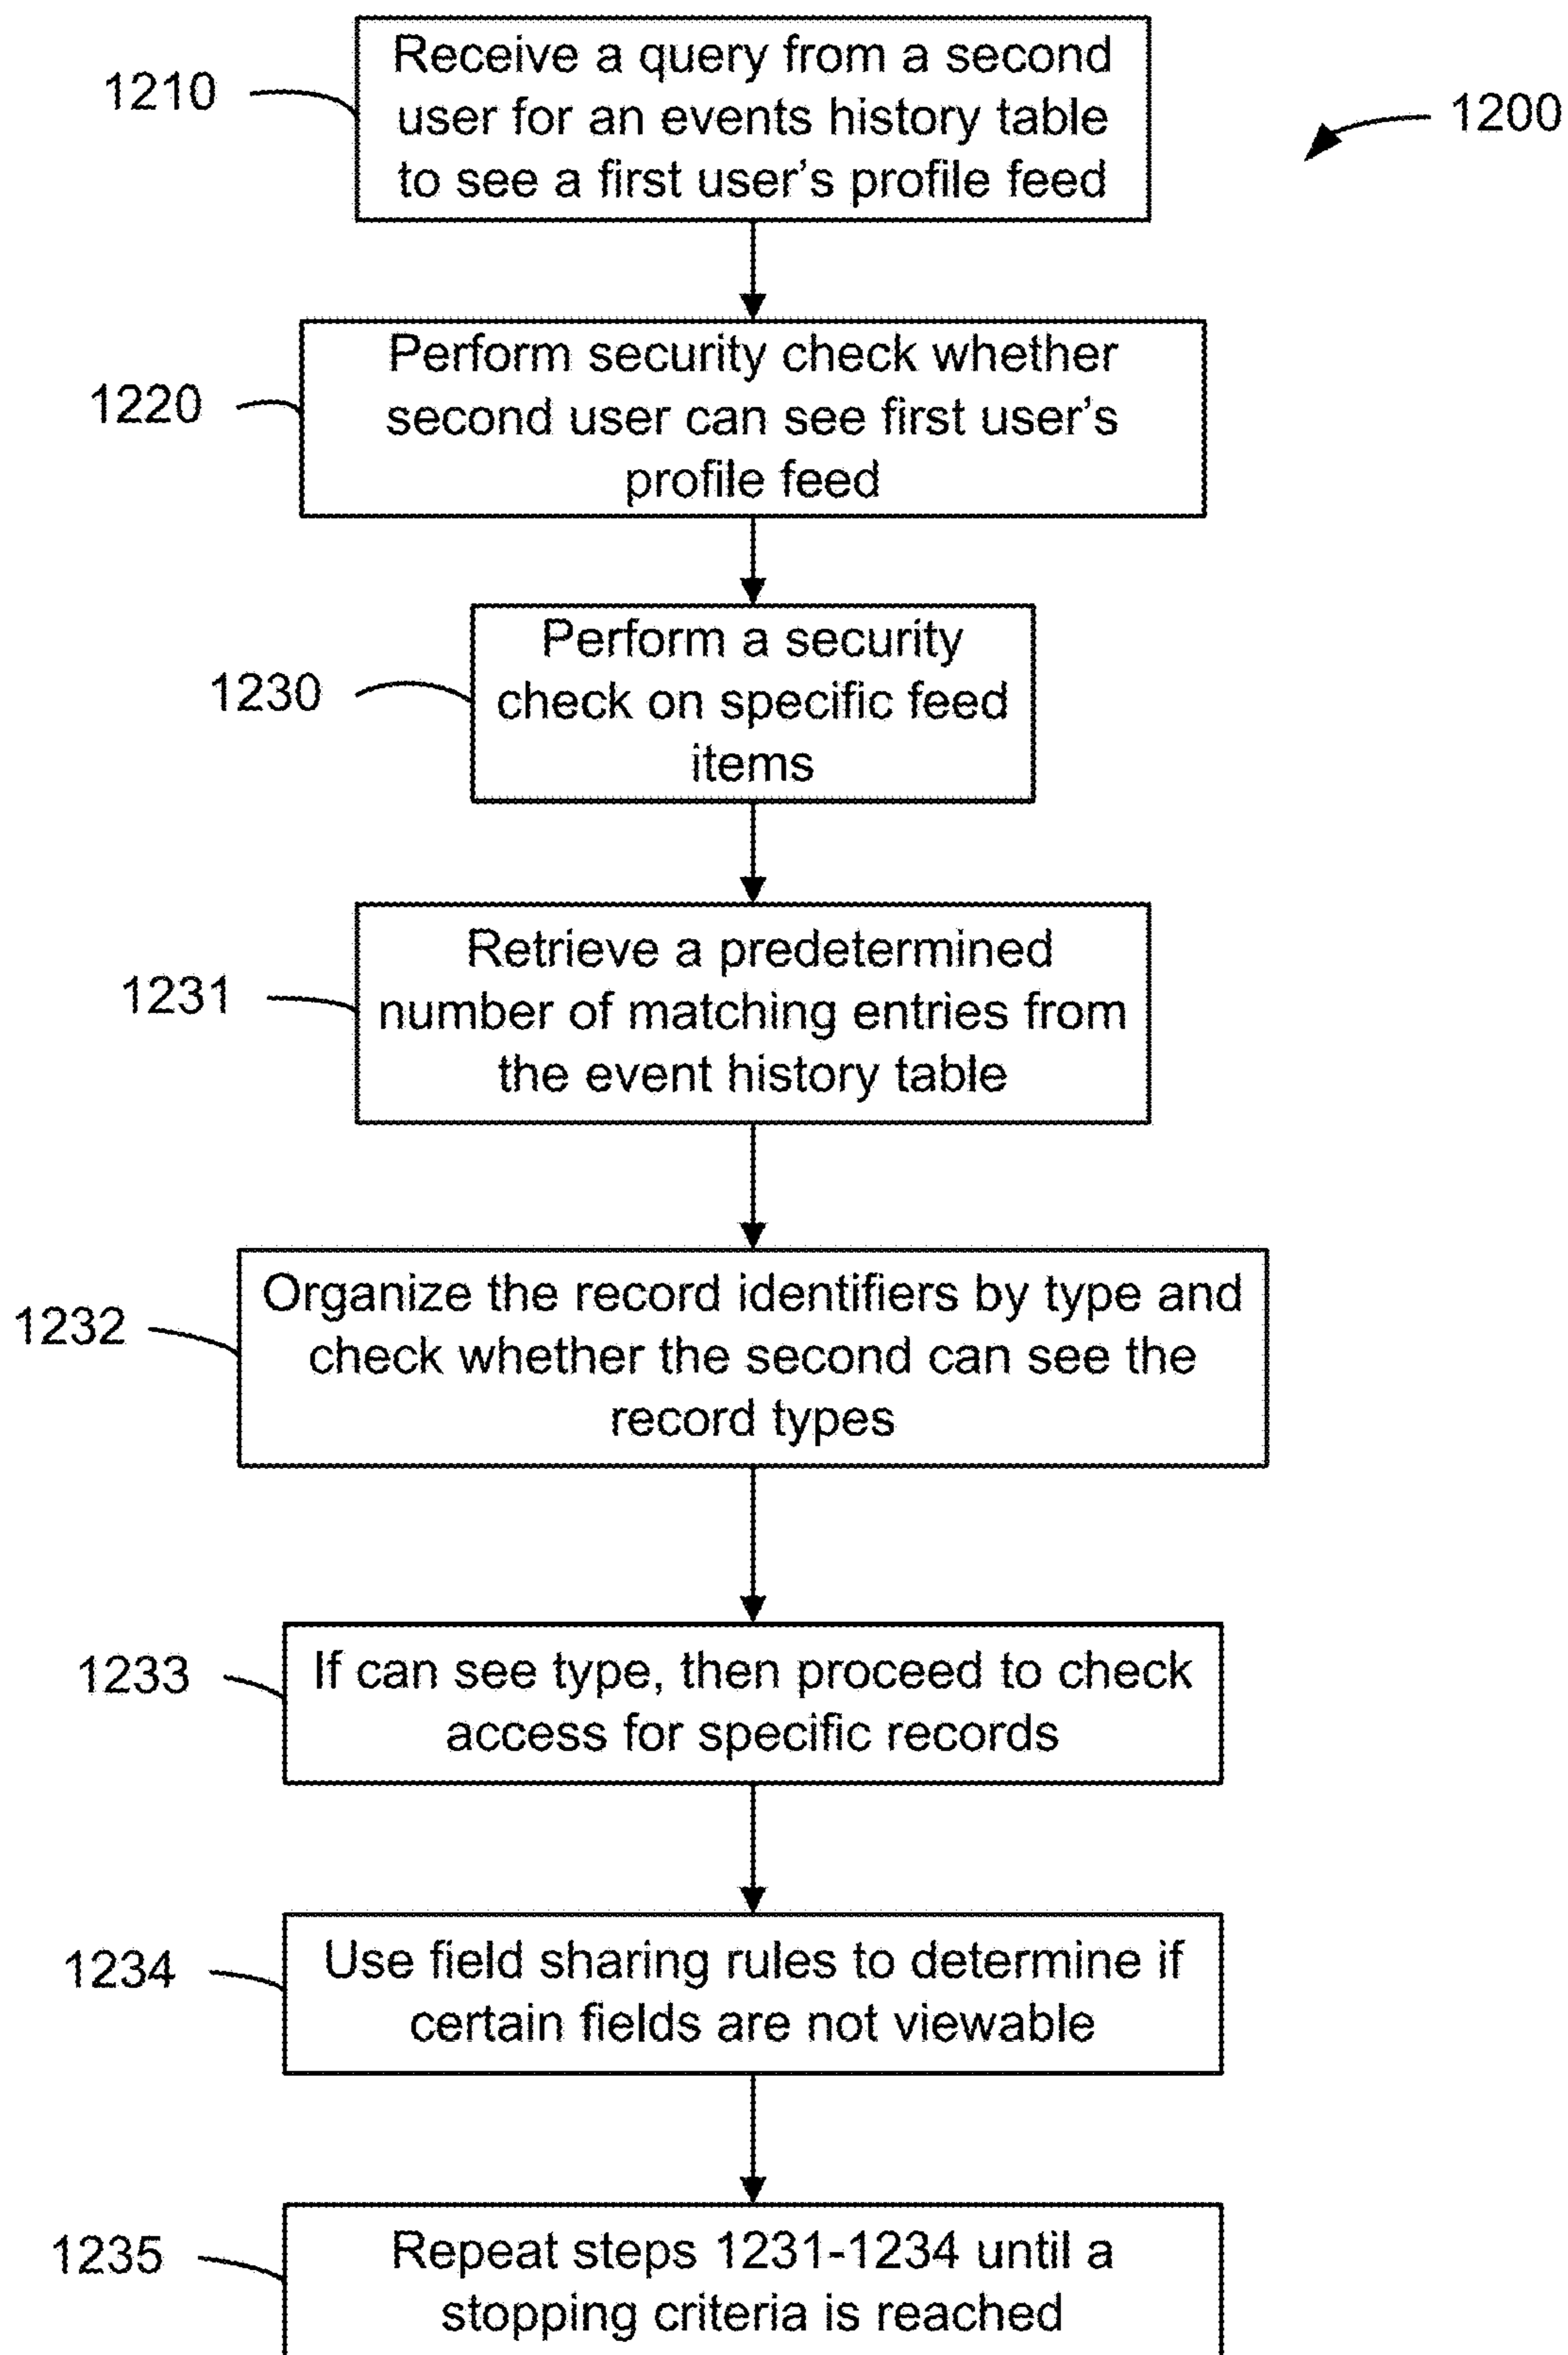 1210
Receive a query from a second
user for an events history table
to see a first user's profile feed
1200
1220
Perform security check whether
second user can see first user's
profile feed
1230
Perform a security
check on specific feed
items
1231
Retrieve a predetermined
number of matching entries from
the event history table
1232
Organize the record identifiers by type and
check whether the second can see the
record types
1233
If can see type, then proceed to check
access for specific records
1234
Use field sharing rules to determine if
certain fields are not viewable
1235
Repeat steps 1231-1234 until a
stopping criteria is reached